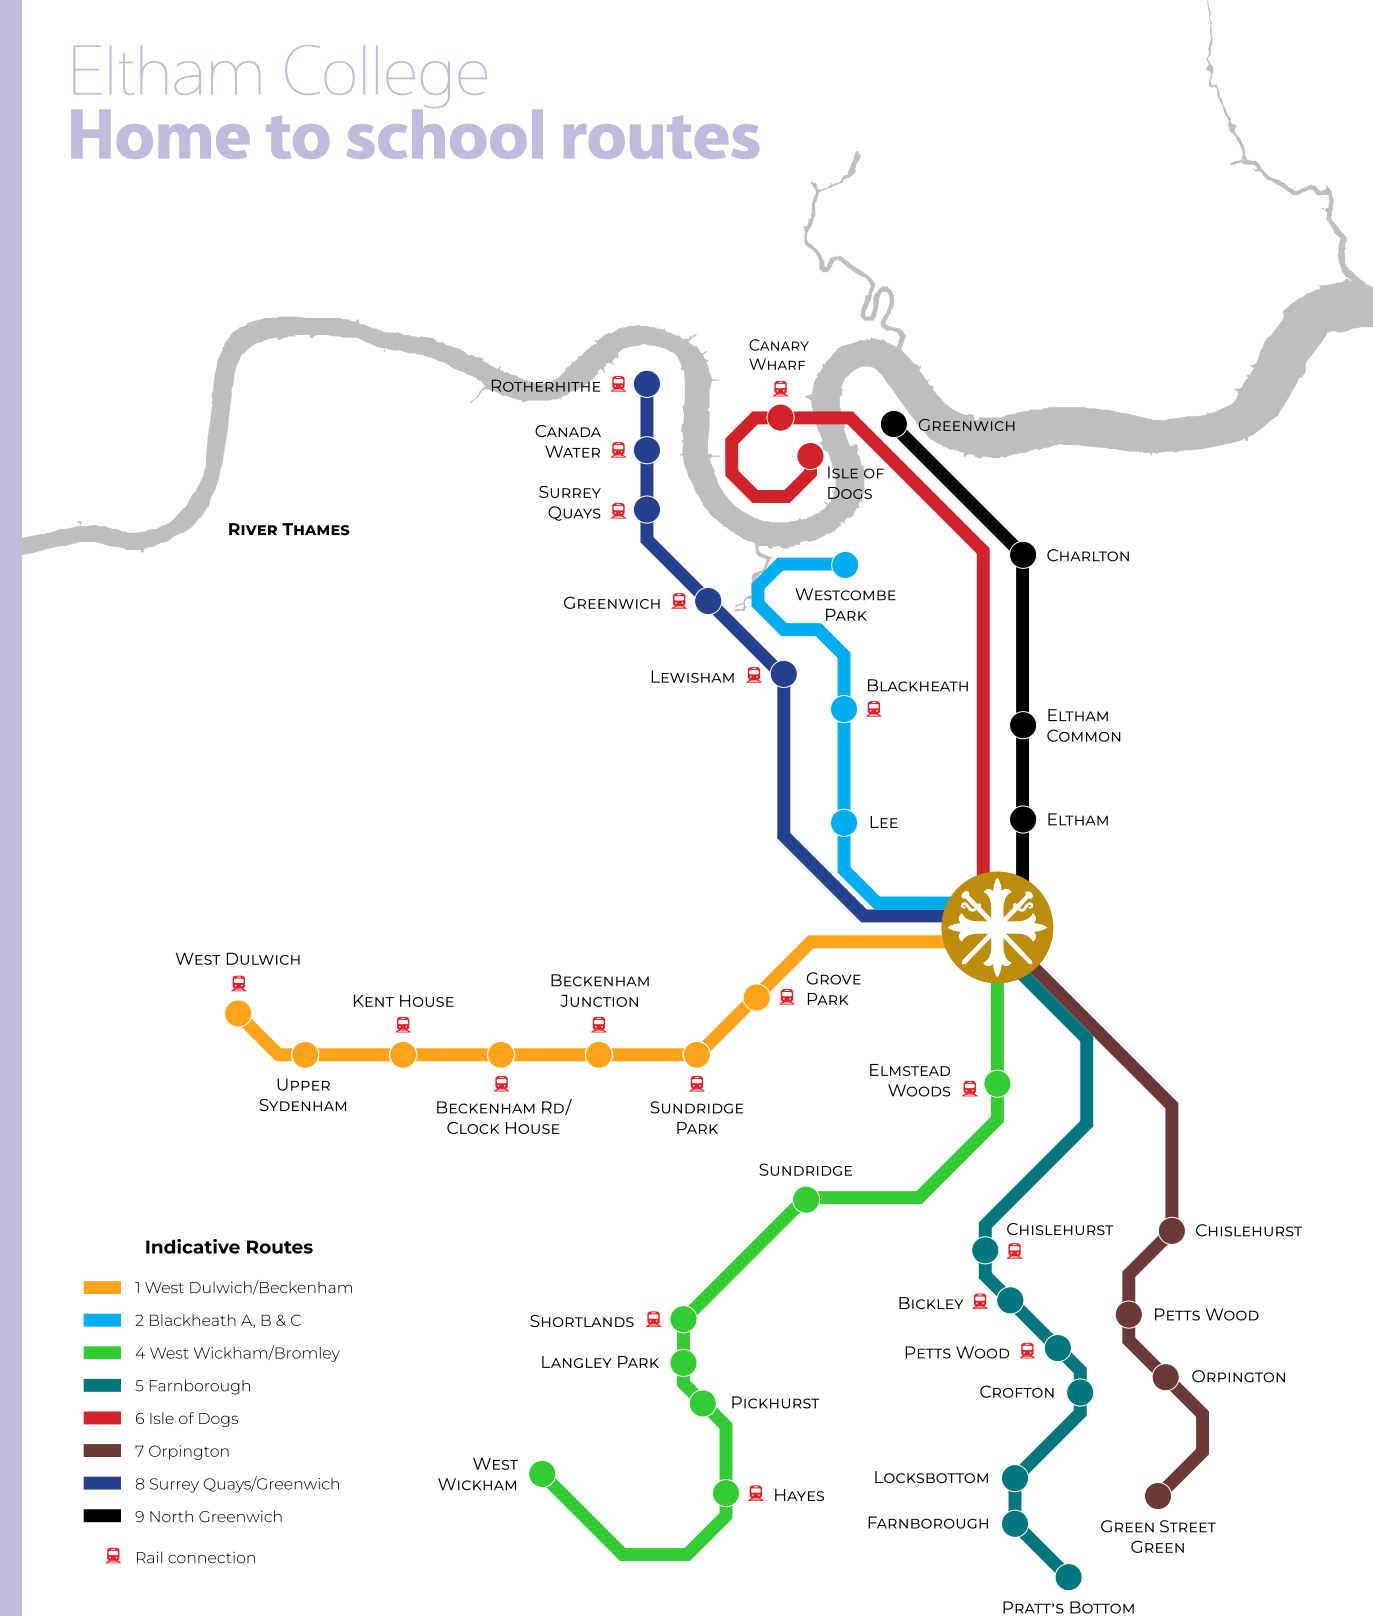 Eltham College
Home to school routes
Canary
Wharf
Rotherhithe
Greenwich
Canada
Water
Isle of
Dogs
Surrey
Quays
River Thames
Charlton
Westcombe
Park
Greenwich
Lewisham
Blackheath
Eltham
Common
Lee
Eltham
West Dulwich
Kent House
Beckenham
Junction
Grove
Park
Upper
Sydenham
Beckenham Rd/
Clock House
Sundridge
Park
Elmstead
Woods
Sundridge
Chislehurst
Chislehurst
Bickley
Petts Wood
Shortlands
Langley Park
Petts Wood
Orpington
Crofton
Pickhurst
West
Wickham
Hayes
Locksbottom
Farnborough
Green Street
Green
Pratt's Bottom
Indicative Routes
1 West Dulwich/Beckenham
2 Blackheath A, B & C
4 West Wickham/Bromley
5 Farnborough
6 Isle of Dogs
7 Orpington
8 Surrey Quays/Greenwich
9 North Greenwich
Rail connection